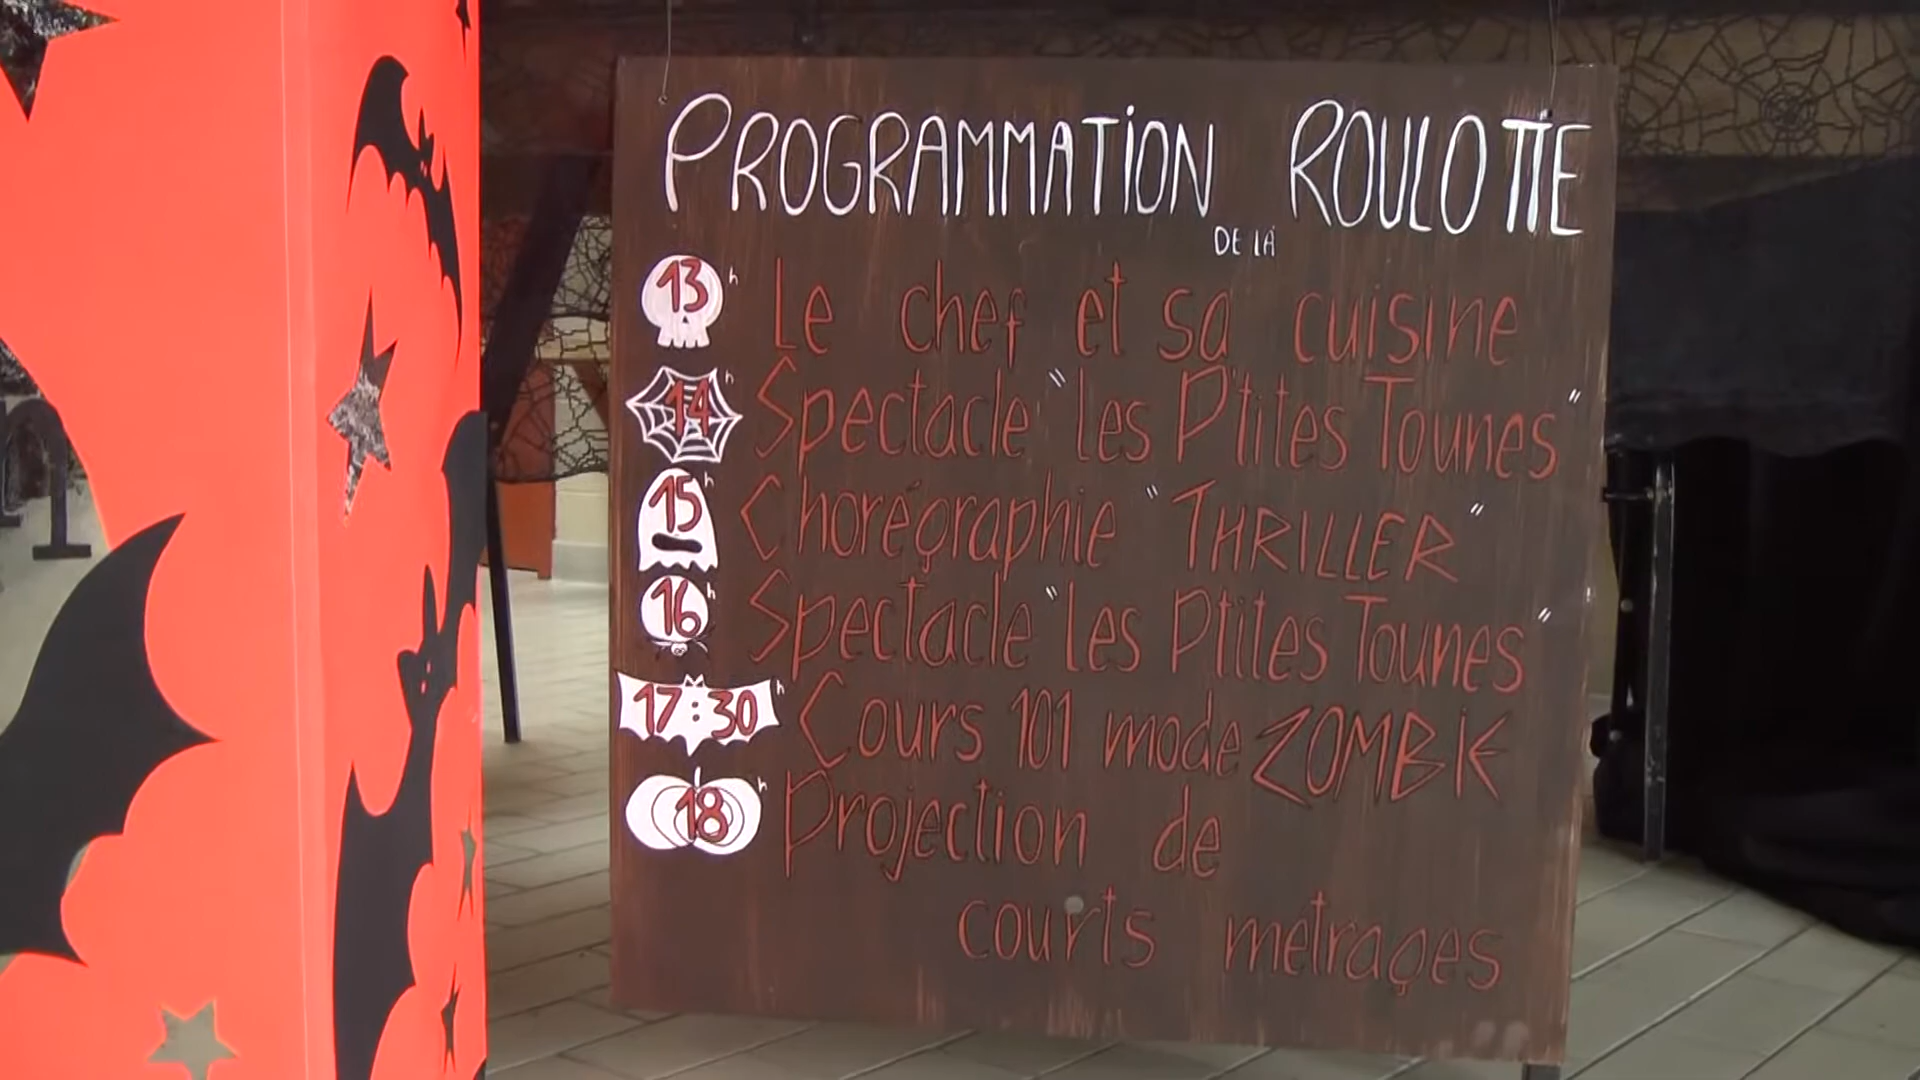 PROGRAMMATION DE LA ROULOTTE
13h Le chef et sa cuisine
14h Spectacle "les P'tites Tounes"
15h Chorégraphie "THRILLER"
16h Spectacle "les Ptites Tounes"
17:30h Cours 101 mode ZOMBIE
18h Projection de
courts métrages